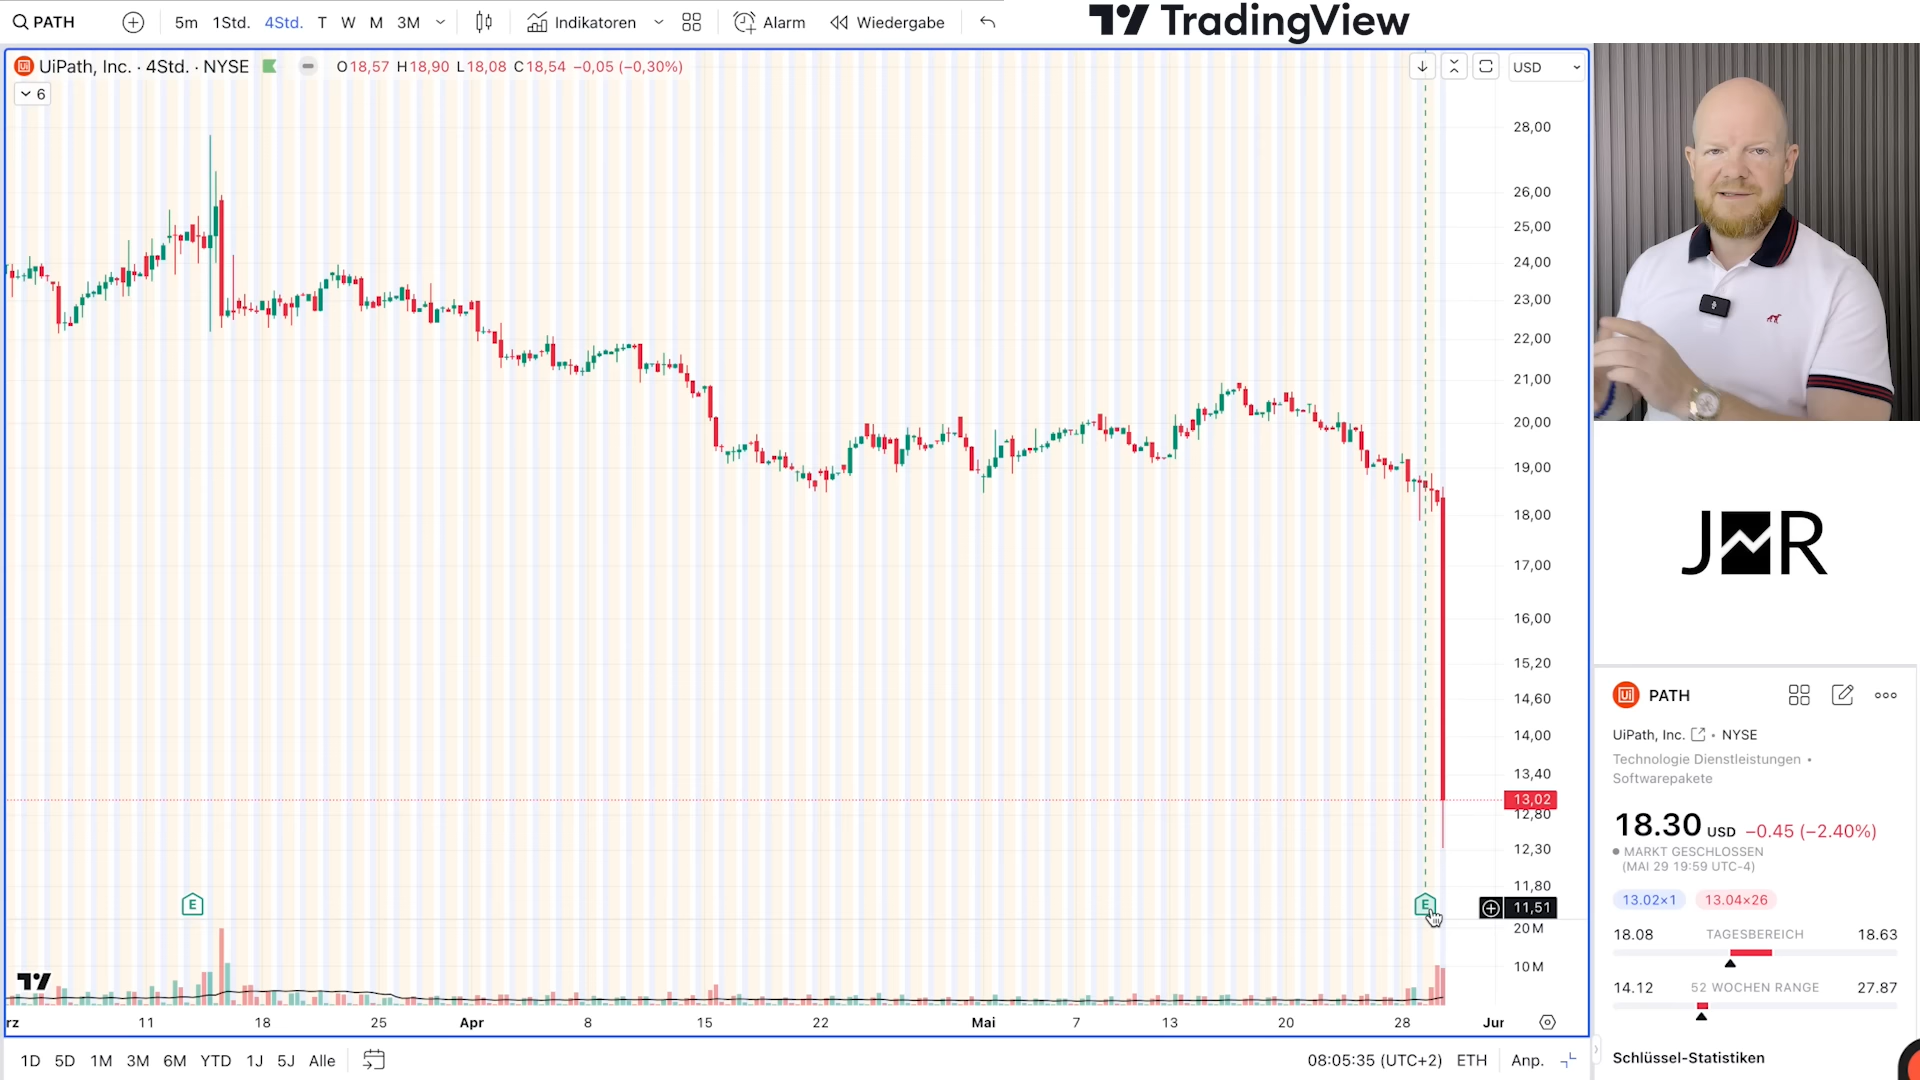 PATH
5m 1Std. 4Std. T W M 3M
Indikatoren
Alarm
Wiedergabe
TradingView
UiPath, Inc. · 4Std. · NYSE
O18,57 H18,90 L18,08 C18,54 −0,05 (−0,30%)
USD
6
28,00
26,00
25,00
24,00
23,00
22,00
21,00
20,00
19,00
18,00
17,00
16,00
15,20
14,60
14,00
13,40
13,02
12,80
12,30
11,80
11,51
20 M
10 M
E
E
rz 11 18 25 Apr 8 15 22 Mai 7 13 20 28 Jun
1D 5D 1M 3M 6M YTD 1J 5J Alle
08:05:35 (UTC+2) ETH Anp.
J R
Ui PATH
UiPath, Inc. • NYSE
Technologie Dienstleistungen •
Softwarepakete
18.30 USD −0.45 (−2.40%)
MARKT GESCHLOSSEN
(MAI 29 19:59 UTC-4)
13.02×1 13.04×26
18.08 TAGESBEREICH 18.63
14.12 52 WOCHEN RANGE 27.87
Schlüssel-Statistiken